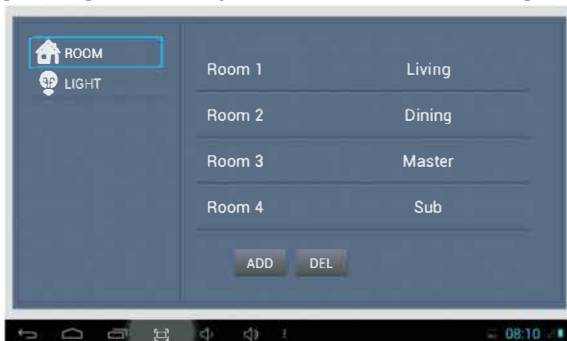 ROOM
LIGHT
Room 1 Living
Room 2 Dining
Room 3 Master
Room 4 Sub
ADD DEL
08:10